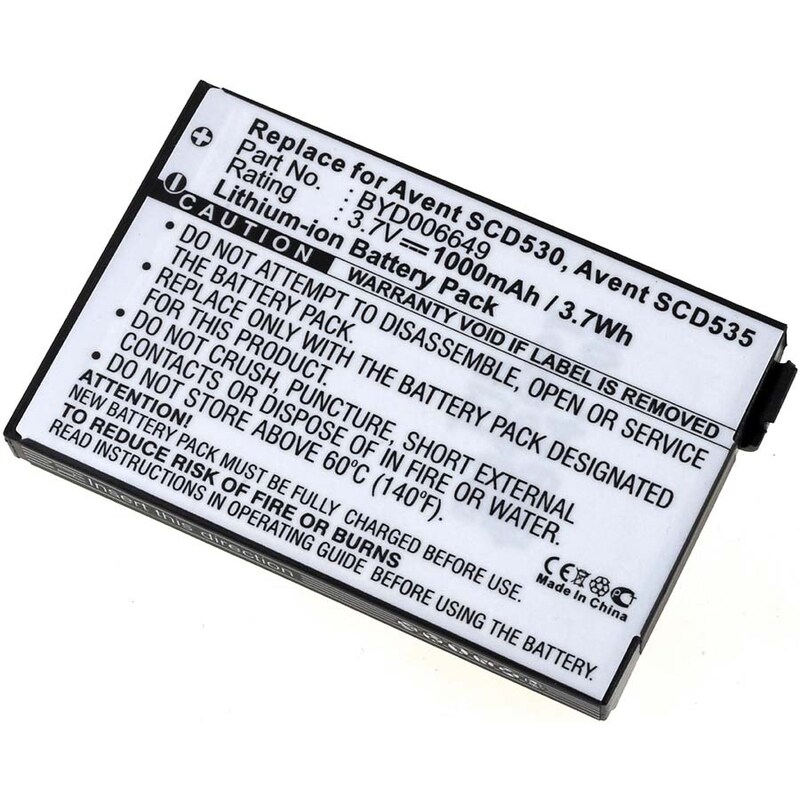 Replace for Avent SCD530, Avent SCD535
Part No. : BYD006649
Rating : 3.7V⎓1000mAh / 3.7Wh
Lithium-ion Battery Pack
CAUTION
WARRANTY VOID IF LABEL IS REMOVED
• DO NOT ATTEMPT TO DISASSEMBLE, OPEN OR SERVICE
THE BATTERY PACK.
• REPLACE ONLY WITH THE BATTERY PACK DESIGNATED
FOR THE PRODUCT.
• DO NOT CRUSH, PUNCTURE, SHORT EXTERNAL
CONTACTS OR DISPOSE OF IN FIRE OR WATER.
• DO NOT STORE ABOVE 60°C (140°F).
ATTENTION!
NEW BATTERY PACK MUST BE FULLY CHARGED BEFORE USE.
TO REDUCE RISK OF FIRE OR BURNS
READ INSTRUCTIONS IN OPERATING GUIDE BEFORE USING THE BATTERY.
CE
Made in China
Insert this direction